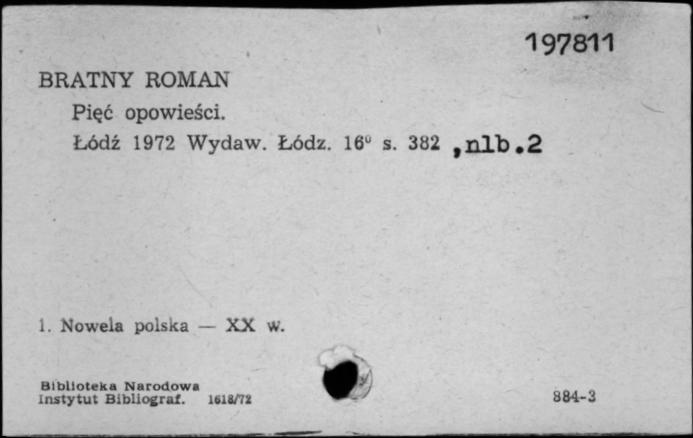 197811
BRATNY ROMAN
Pięć opowieści.
Łódź 1972 Wydaw. Łódz. 16⁰ s. 382 ,nlb.2
1. Nowela polska — XX w.
Biblioteka Narodowa
Instytut Bibliograf. 1618/72
884-3